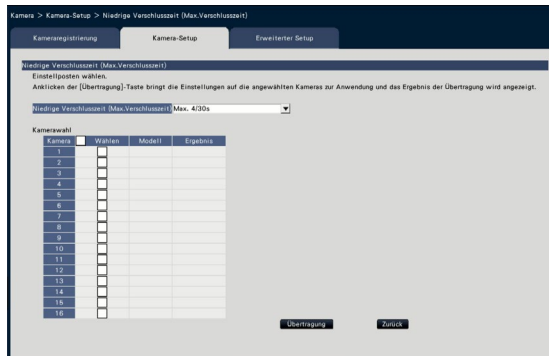 Kamera > Kamera-Setup > Niedrige Verschlusszeit (Max.Verschlusszeit)
Kameraregistrierung Kamera-Setup Erweiterter Setup
Niedrige Verschlusszeit (Max.Verschlusszeit)
Einstellposten wählen.
Anklicken der [Übertragung]-Taste bringt die Einstellungen auf die angewählten Kameras zur Anwendung und das Ergebnis der Übertragung wird angezeigt.
Niedrige Verschlusszeit (Max.Verschlusszeit) Max. 4/30s
Kamerawahl
Kamera Wählen Modell Ergebnis
1
2
3
4
5
6
7
8
9
10
11
12
13
14
15
16
Übertragung Zurück